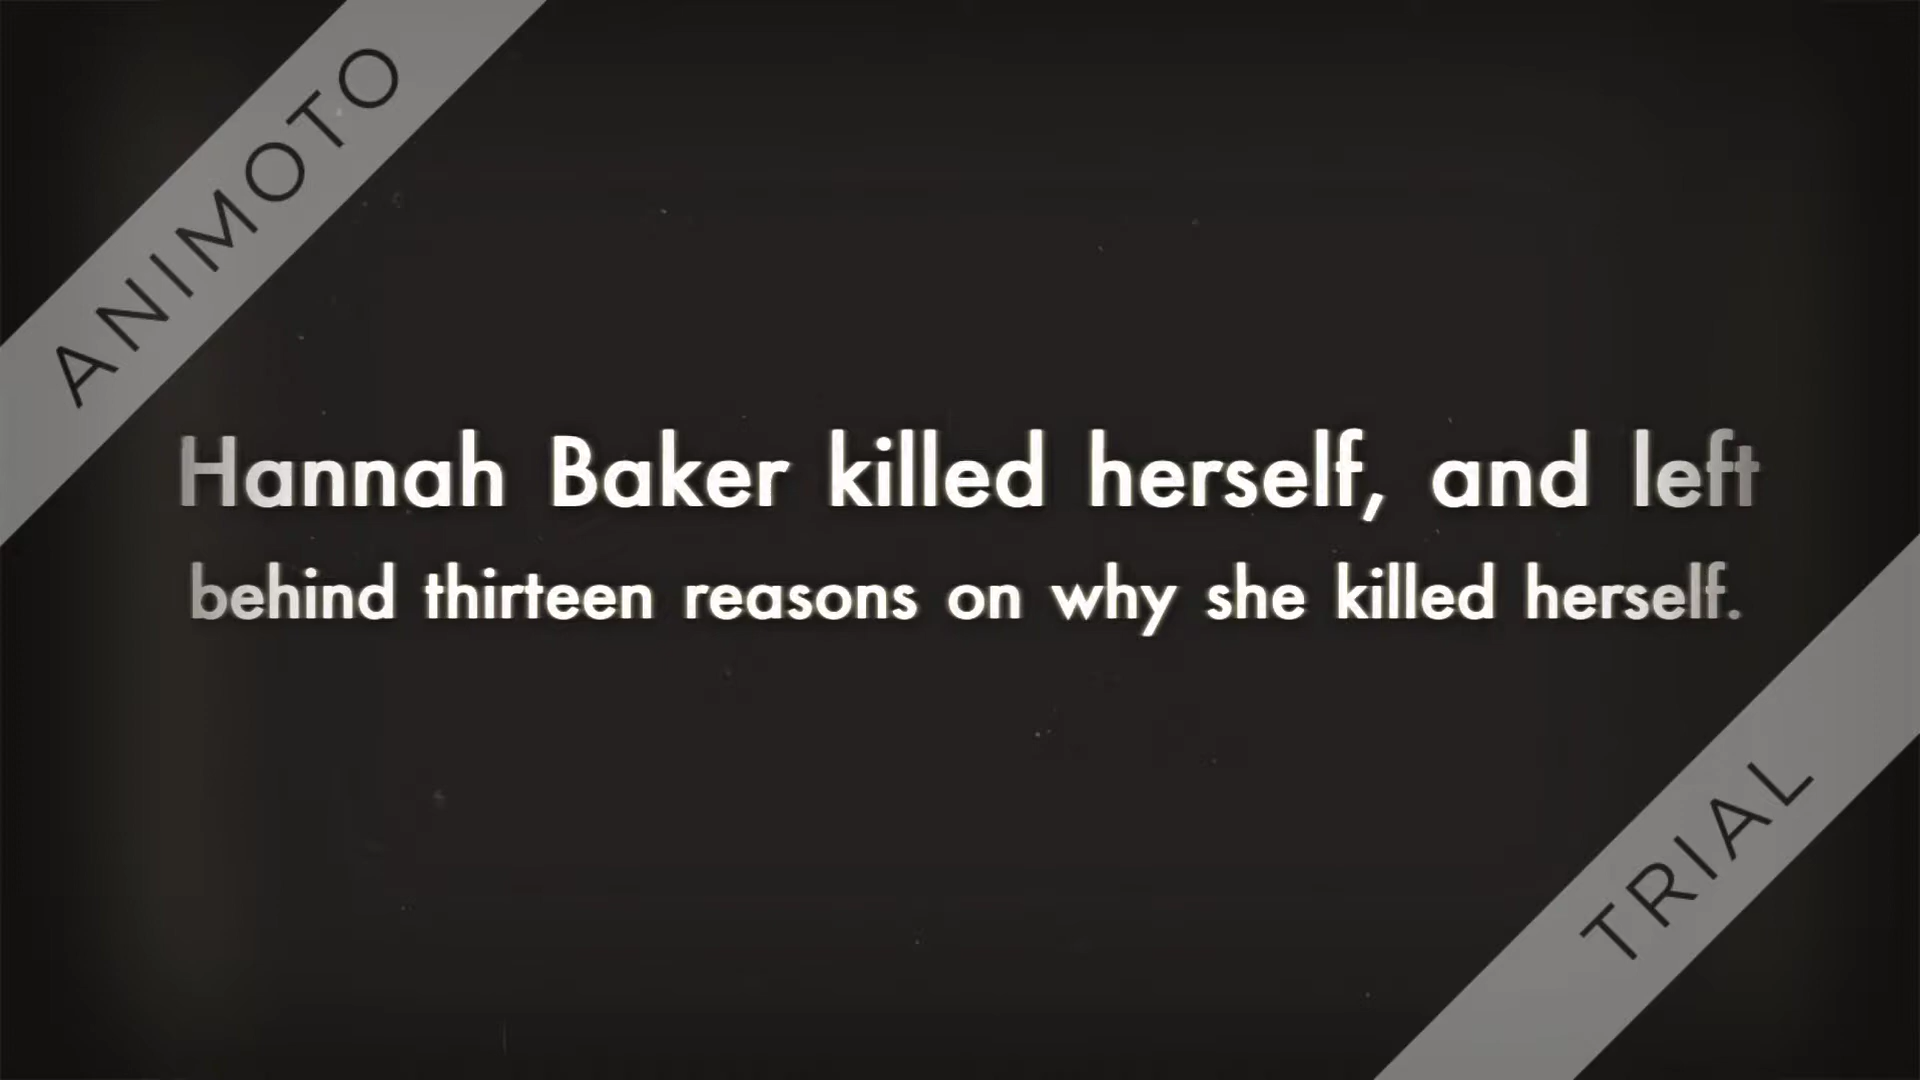 ANIMOTO
Hannah Baker killed herself, and left
behind thirteen reasons on why she killed herself.
TRIAL